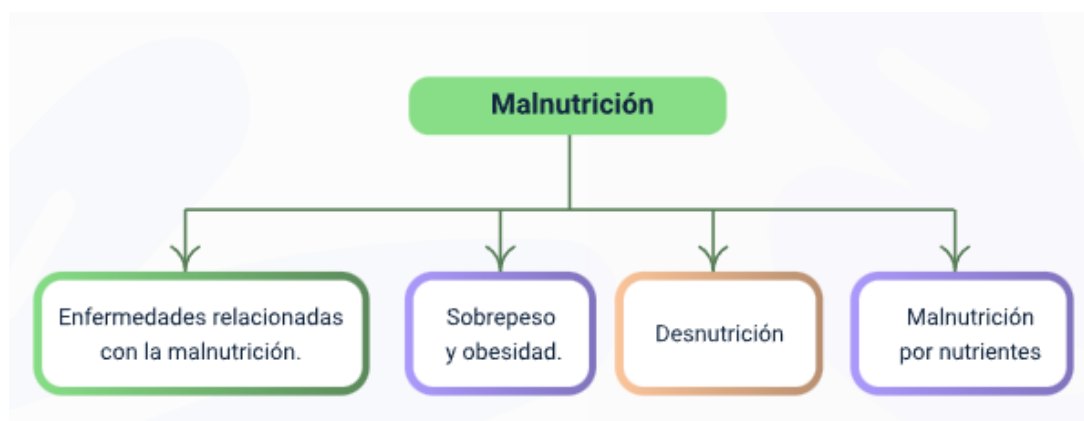 Malnutrición
Enfermedades relacionadas
con la malnutrición.
Sobrepeso
y obesidad.
Desnutrición
Malnutrición
por nutrientes